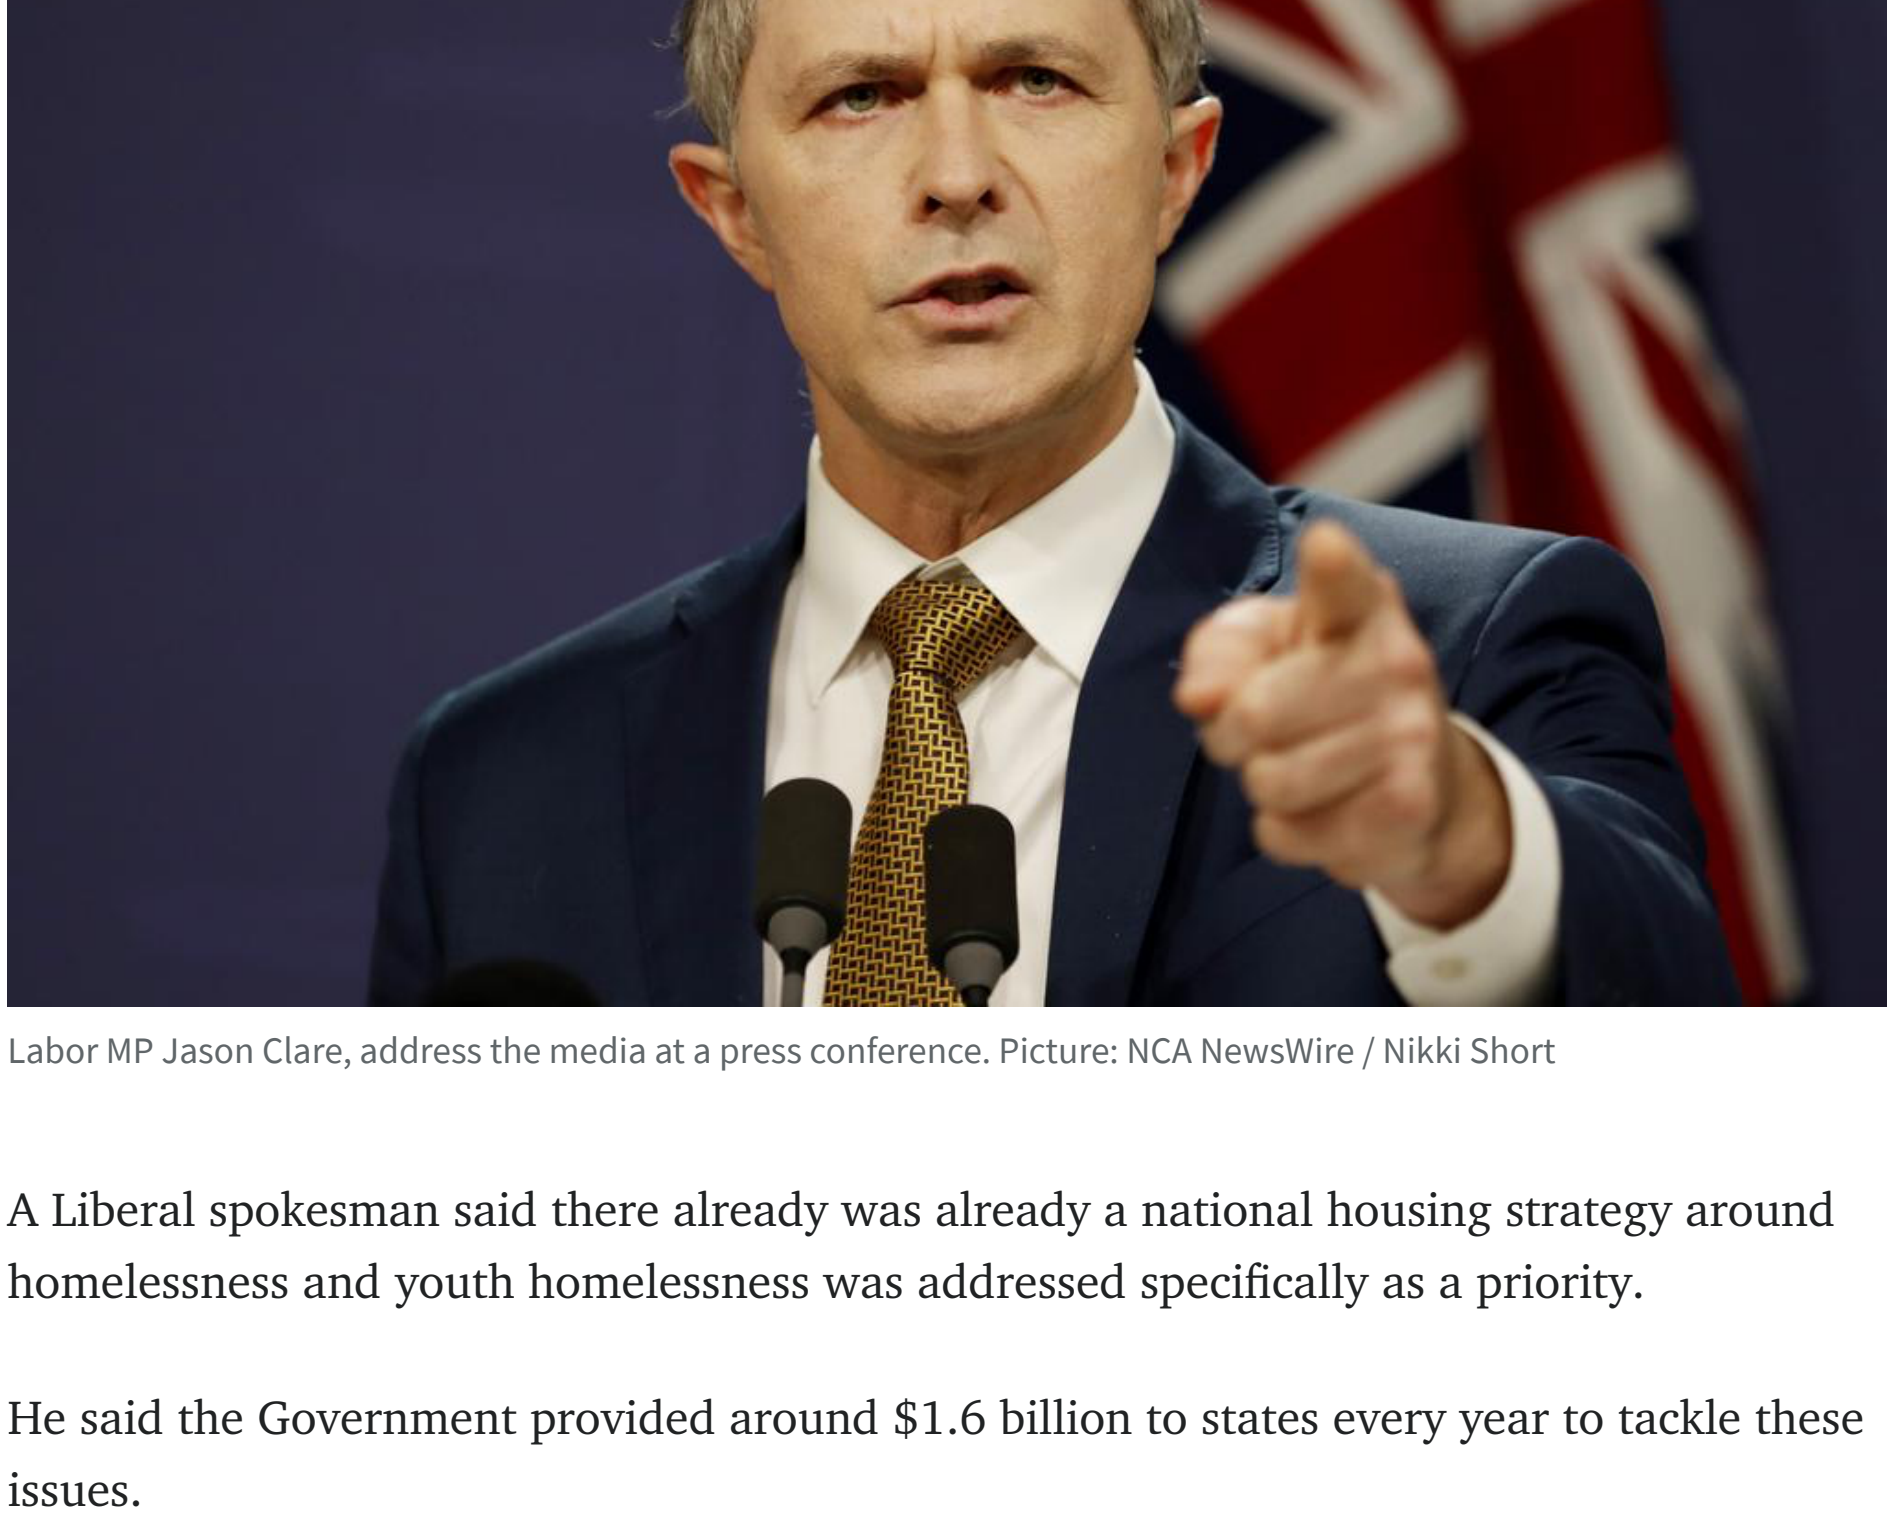 Labor MP Jason Clare, address the media at a press conference. Picture: NCA NewsWire / Nikki Short
A Liberal spokesman said there already was already a national housing strategy around
homelessness and youth homelessness was addressed specifically as a priority.
He said the Government provided around $1.6 billion to states every year to tackle these
issues.